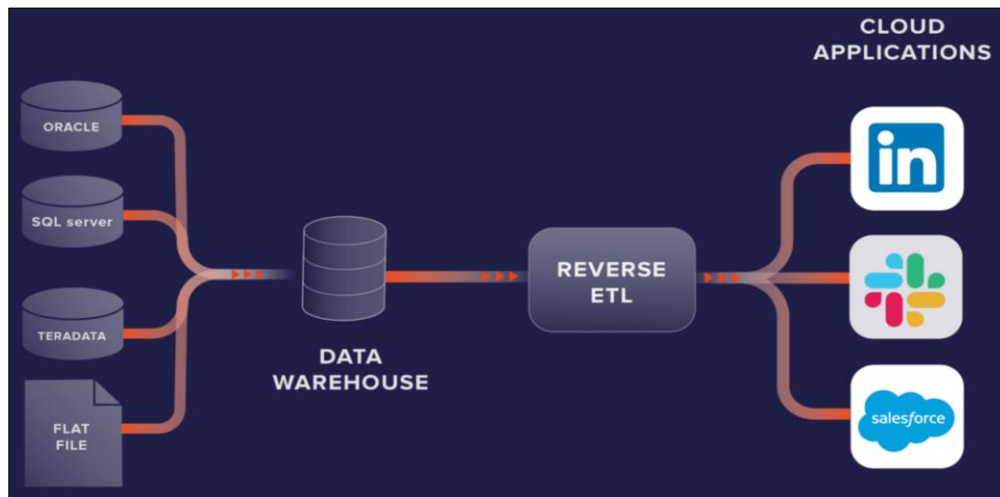 CLOUD
APPLICATIONS
ORACLE
SQL server
TERADATA
FLAT
FILE
DATA
WAREHOUSE
REVERSE
ETL
in
salesforce